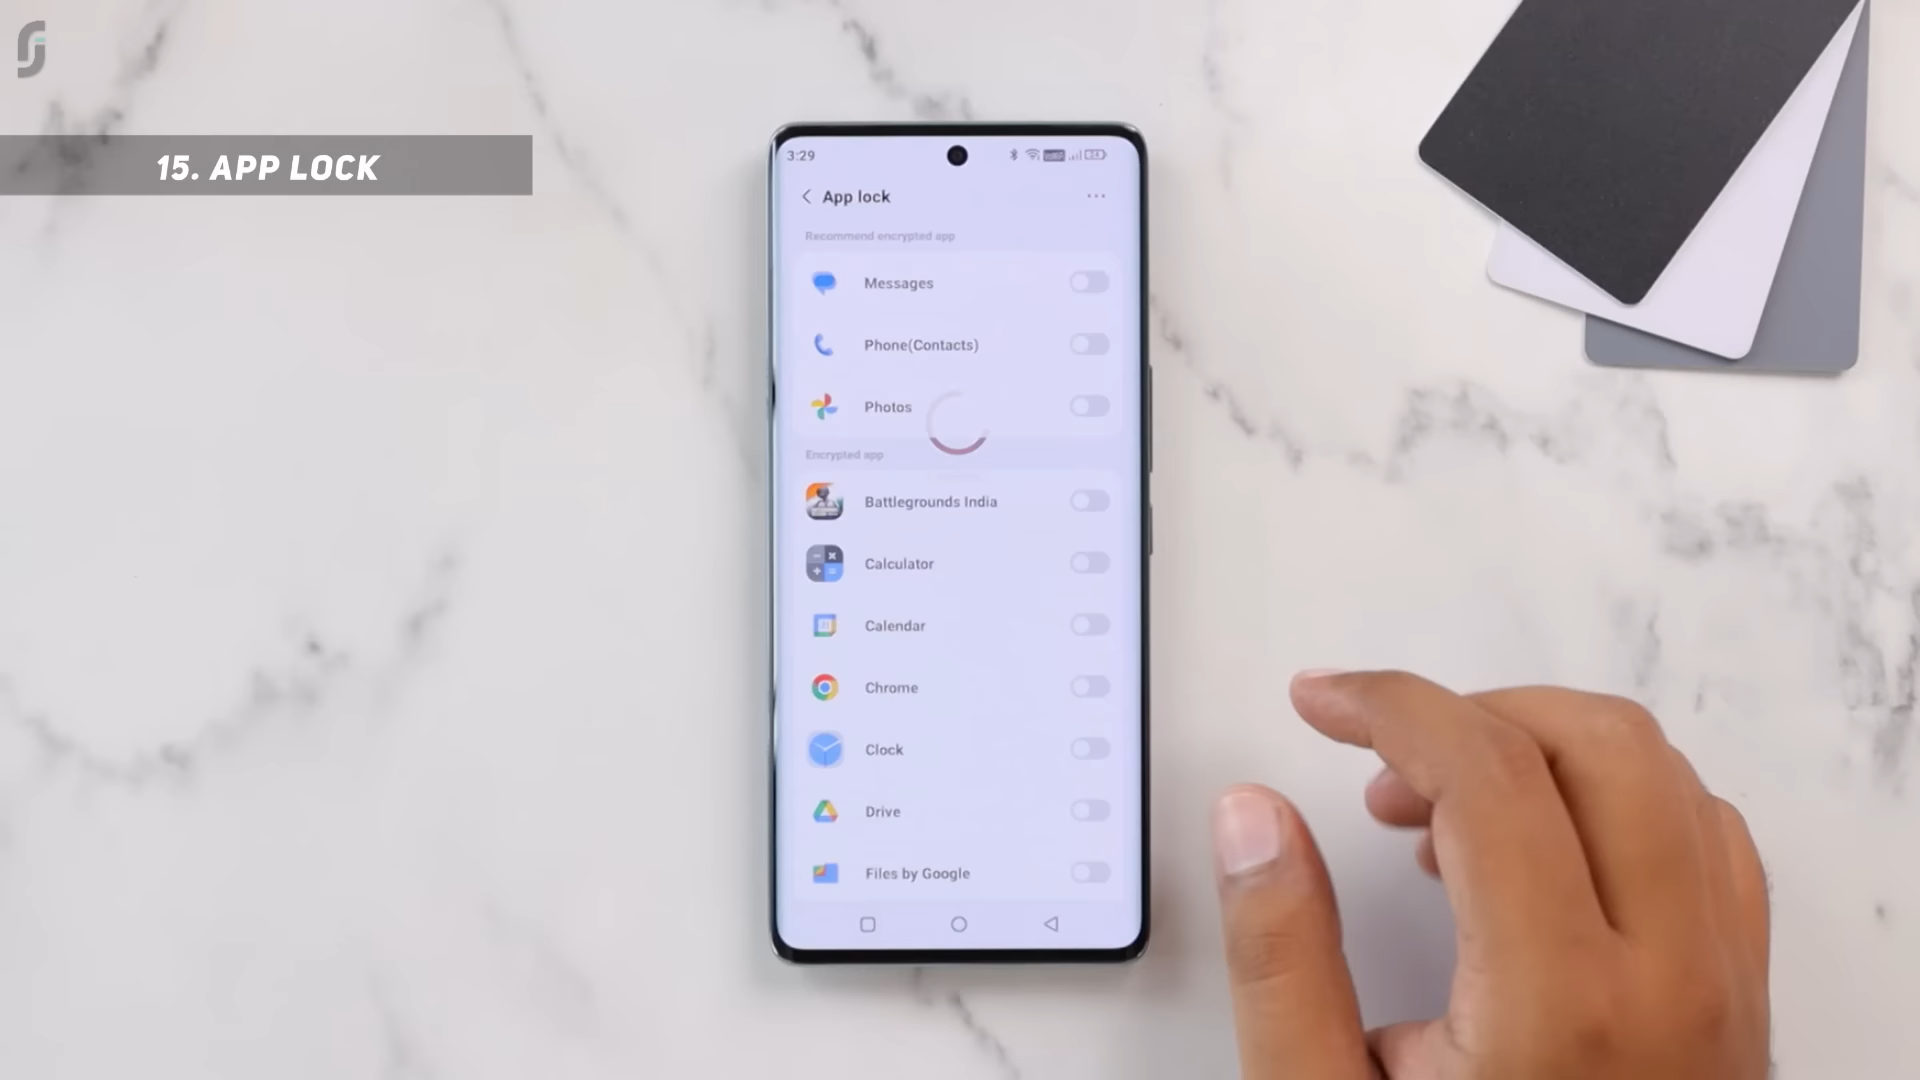 15. APP LOCK
3:29
App lock
Recommend encrypted app
Messages
Phone(Contacts)
Photos
Encrypted app
Battlegrounds India
Calculator
Calendar
Chrome
Clock
Drive
Files by Google